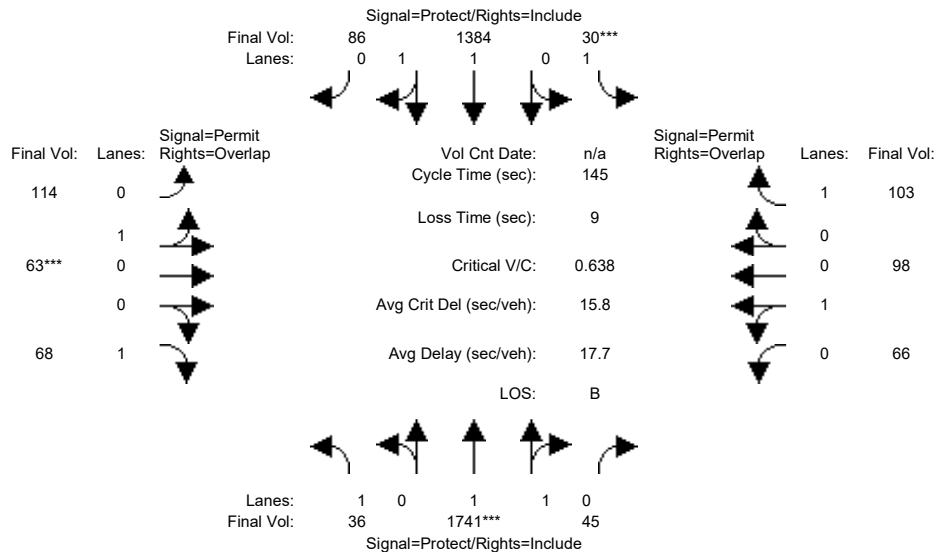 Signal=Protect/Rights=Include
Final Vol: 86 1384 30***
Lanes: 0 1 1 0 1
Signal=Permit Signal=Permit
Final Vol: Lanes: Rights=Overlap Vol Cnt Date: n/a Rights=Overlap Lanes: Final Vol:
Cycle Time (sec): 145
114 0 1 103
Loss Time (sec): 9
1 0
63*** 0 Critical V/C: 0.638 0 98
0 Avg Crit Del (sec/veh): 15.8 1
68 1 Avg Delay (sec/veh): 17.7 0 66
LOS: B
Lanes: 1 0 1 1 0
Final Vol: 36 1741*** 45
Signal=Protect/Rights=Include